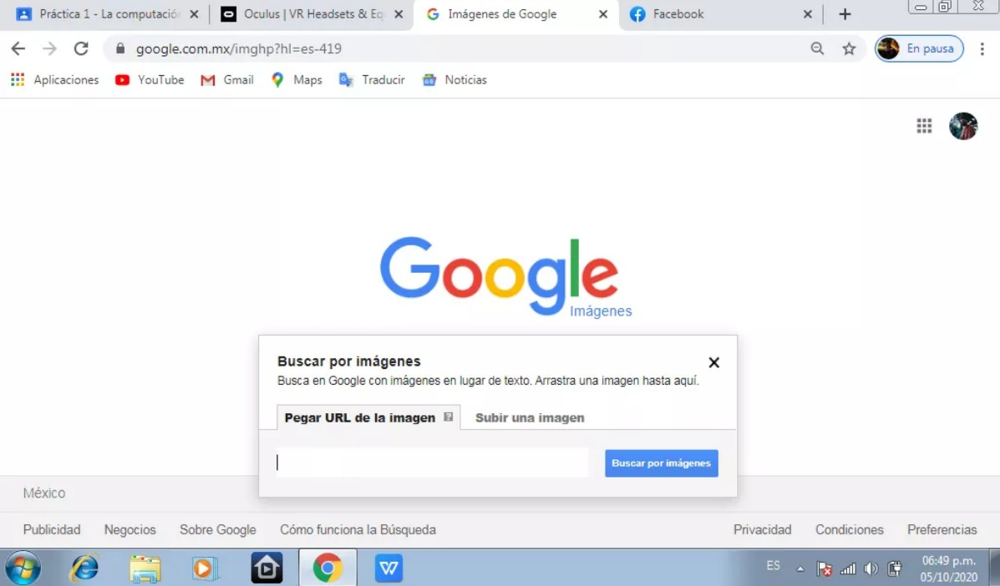 Práctica 1 - La computación
Oculus | VR Headsets & Eq
Imágenes de Google
Facebook
google.com.mx/imghp?hl=es-419
En pausa
Aplicaciones
YouTube
Gmail
Maps
Traducir
Noticias
Google
Imágenes
Buscar por imágenes
Busca en Google con imágenes en lugar de texto. Arrastra una imagen hasta aquí.
Pegar URL de la imagen
Subir una imagen
Buscar por imágenes
México
Publicidad
Negocios
Sobre Google
Cómo funciona la Búsqueda
Privacidad
Condiciones
Preferencias
W
ES
06:49 p.m.
05/10/2020